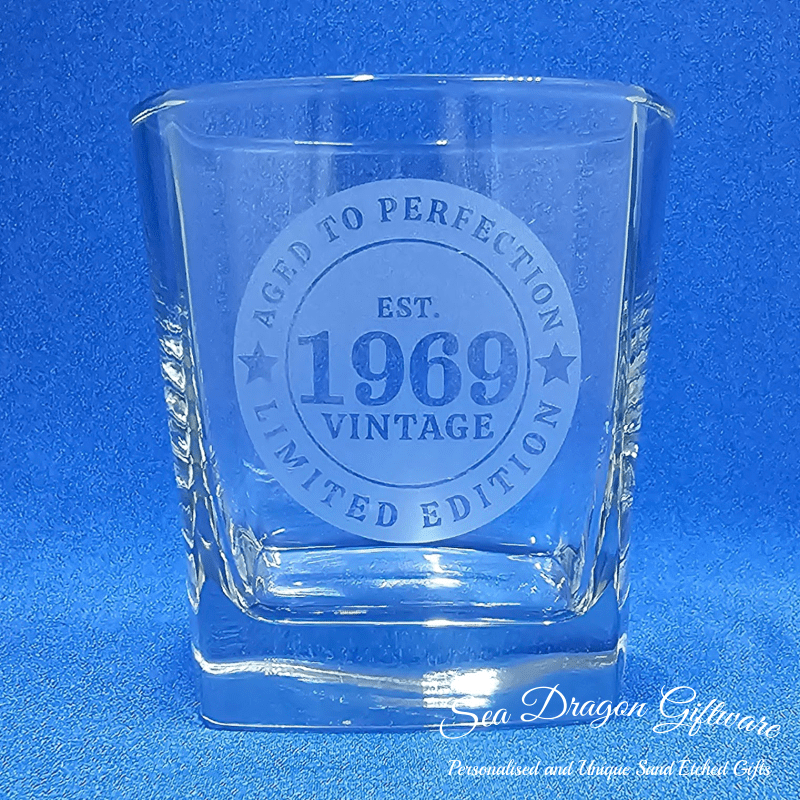 AGED TO PERFECTION
EST.
1969
VINTAGE
LIMITED EDITION
Sea Dragon Giftware
Personalised and Unique Sand Etched Gifts